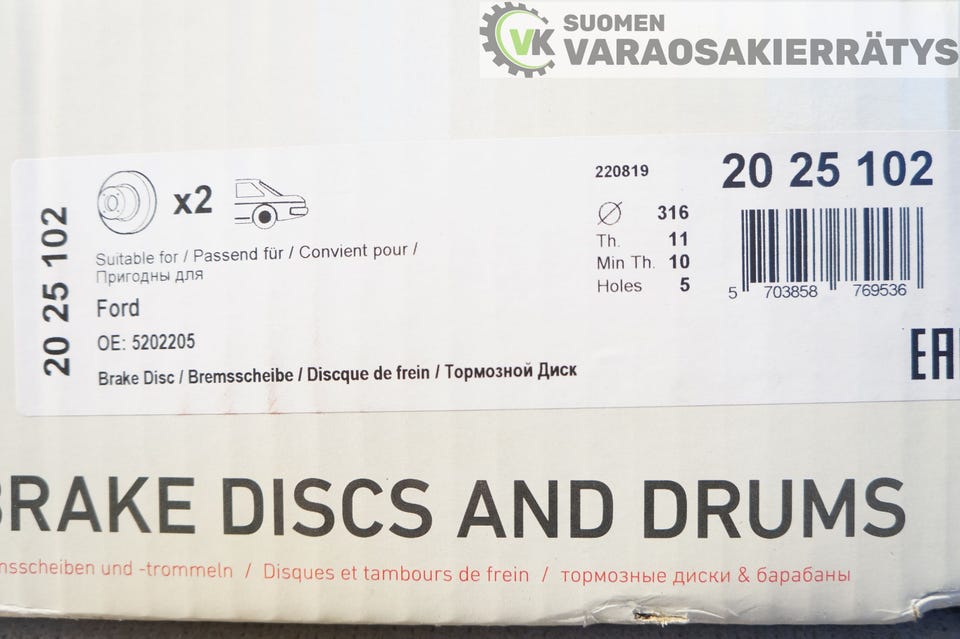 VK SUOMEN
VARAOSAKIERRÄTYS
20 25 102
x2
Suitable for / Passend für / Convient pour /
Пригодны для
Ford
OE: 5202205
Brake Disc / Bremsscheibe / Discque de frein / Тормозной Диск
220819
Ø 316
Th. 11
Min Th. 10
Holes 5
20 25 102
5 703858 769536
EA
BRAKE DISCS AND DRUMS
msscheiben und -trommeln / Disques et tambours de frein / тормозные диски & барабаны